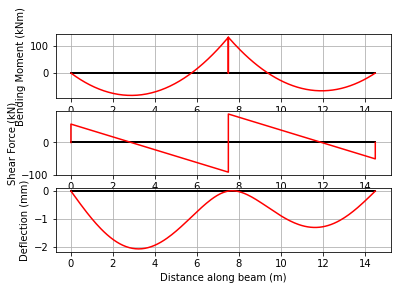 Bending Moment (kNm)
100
0
0 2 4 6 8 10 12 14
Shear Force (kN)
0
−100
0 2 4 6 8 10 12 14
Deflection (mm)
0
−1
−2
0 2 4 6 8 10 12 14
Distance along beam (m)